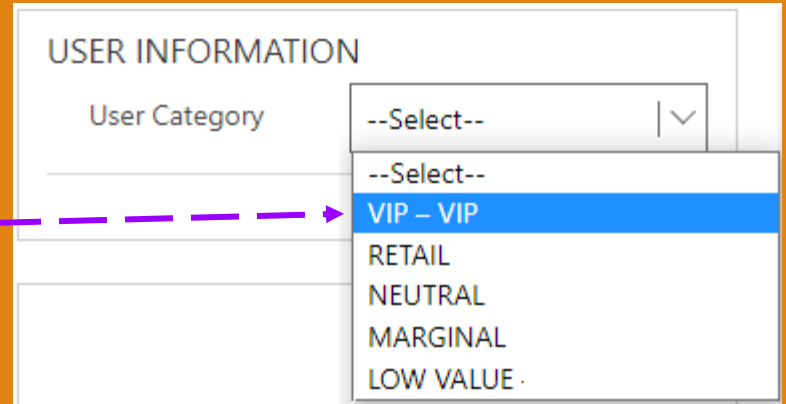 USER INFORMATION
User Category
--Select--
--Select--
VIP – VIP
RETAIL
NEUTRAL
MARGINAL
LOW VALUE